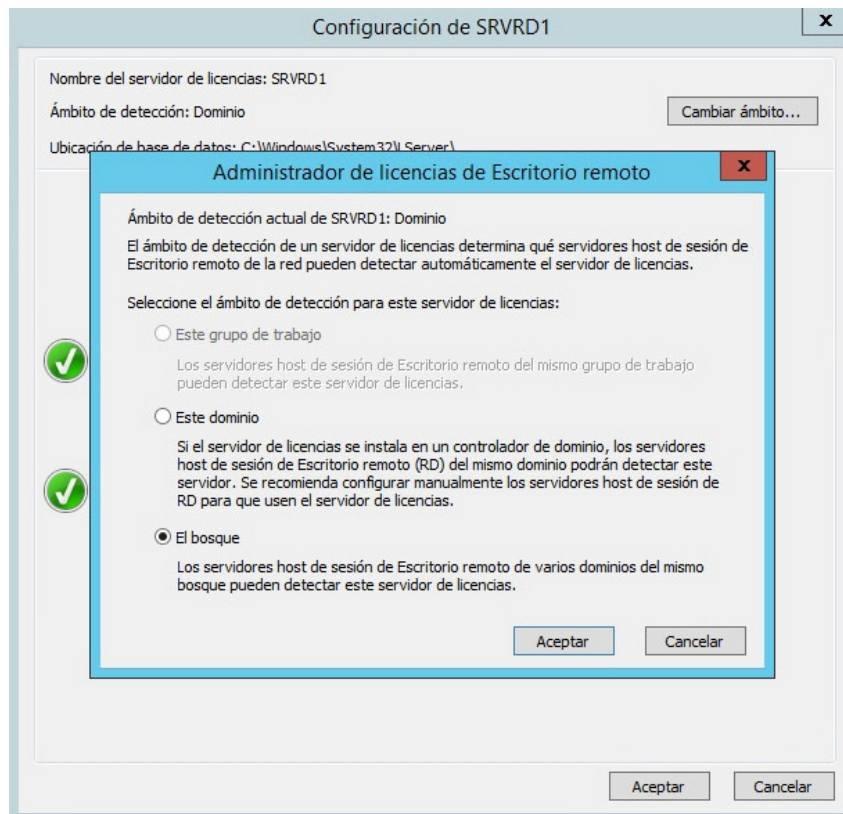 Configuración de SRVRD1
x
Nombre del servidor de licencias: SRVRD1
Ámbito de detección: Dominio
Cambiar ámbito...
Ubicación de base de datos: C:\Windows\System32\LServer\
Administrador de licencias de Escritorio remoto
x
Ámbito de detección actual de SRVRD1: Dominio
El ámbito de detección de un servidor de licencias determina qué servidores host de sesión de
Escritorio remoto de la red pueden detectar automáticamente el servidor de licencias.
Seleccione el ámbito de detección para este servidor de licencias:
Este grupo de trabajo
Los servidores host de sesión de Escritorio remoto del mismo grupo de trabajo
pueden detectar este servidor de licencias.
Este dominio
Si el servidor de licencias se instala en un controlador de dominio, los servidores
host de sesión de Escritorio remoto (RD) del mismo dominio podrán detectar este
servidor. Se recomienda configurar manualmente los servidores host de sesión de
RD para que usen el servidor de licencias.
El bosque
Los servidores host de sesión de Escritorio remoto de varios dominios del mismo
bosque pueden detectar este servidor de licencias.
Aceptar
Cancelar
Aceptar
Cancelar